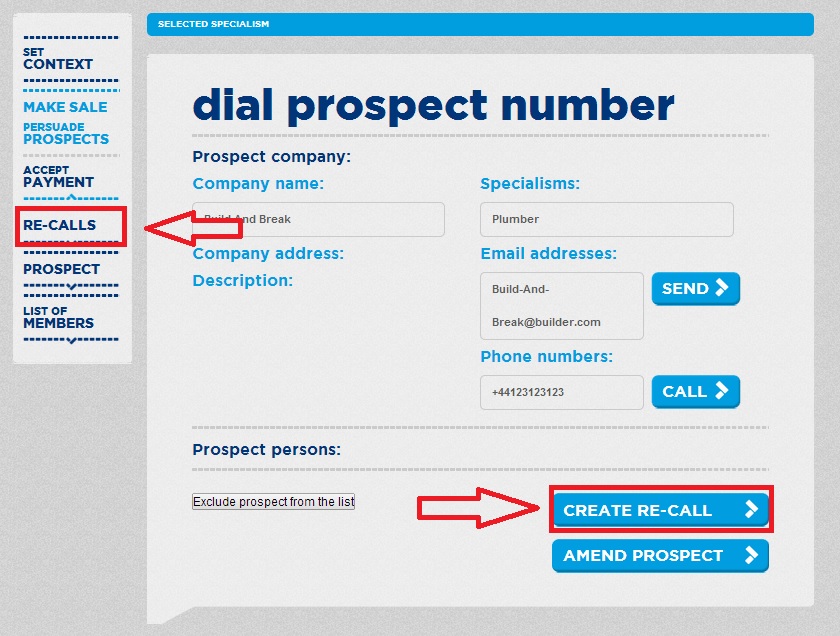 SELECTED SPECIALISM
SET
CONTEXT
MAKE SALE
PERSUADE
PROSPECTS
ACCEPT
PAYMENT
RE-CALLS
PROSPECT
LIST OF
MEMBERS
dial prospect number
Prospect company:
Company name:
Build And Break
Specialisms:
Plumber
Company address:
Description:
Email addresses:
Build-And-
Break@builder.com
SEND
Phone numbers:
+44123123123
CALL
Prospect persons:
Exclude prospect from the list
CREATE RE-CALL
AMEND PROSPECT